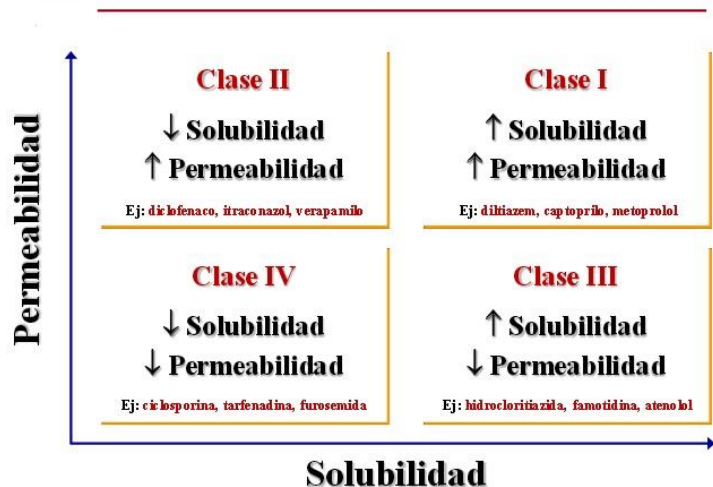 Permeabilidad
Clase II
↓ Solubilidad
↑ Permeabilidad
Ej: diclofenaco, itraconazol, verapamilo
Clase I
↑ Solubilidad
↑ Permeabilidad
Ej: diltiazem, captoprilo, metoprolol
Clase IV
↓ Solubilidad
↓ Permeabilidad
Ej: ciclosporina, tarfenadina, furosemida
Clase III
↑ Solubilidad
↓ Permeabilidad
Ej: hidrocloritiazida, famotidina, atenolol
Solubilidad